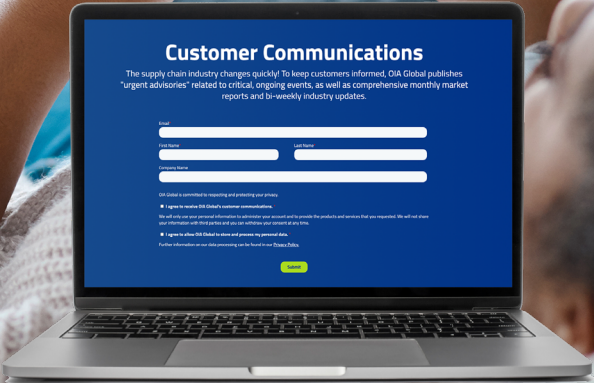 Customer Communications
The supply chain industry changes quickly! To keep customers informed, OIA Global publishes
"urgent advisories" related to critical, ongoing events, as well as comprehensive monthly market
reports and bi-weekly industry updates.
Email*
First Name*
Last Name*
Company Name
OIA Global is committed to respecting and protecting your privacy.
I agree to receive OIA Global's customer communications.
We will only use your personal information to administer your account and to provide the products and services that you requested. We will not share
your information with third parties and you can withdraw your consent at any time.
I agree to allow OIA Global to store and process my personal data.
Further information on our data processing can be found in our Privacy Policy.
Submit